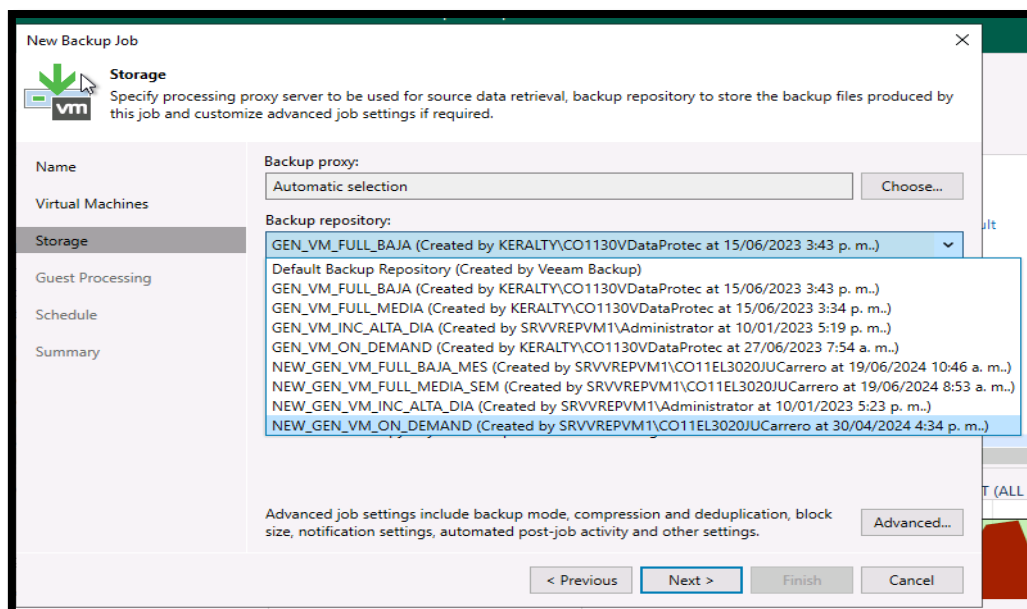 New Backup Job
Storage
Specify processing proxy server to be used for source data retrieval, backup repository to store the backup files produced by
this job and customize advanced job settings if required.
vm
Name
Virtual Machines
Storage
Guest Processing
Schedule
Summary
Backup proxy:
Automatic selection
Choose...
Backup repository:
GEN_VM_FULL_BAJA (Created by KERALTY\CO1130VDataProtec at 15/06/2023 3:43 p. m..)
Default Backup Repository (Created by Veeam Backup)
GEN_VM_FULL_BAJA (Created by KERALTY\CO1130VDataProtec at 15/06/2023 3:43 p. m..)
GEN_VM_FULL_MEDIA (Created by KERALTY\CO1130VDataProtec at 15/06/2023 3:34 p. m..)
GEN_VM_INC_ALTA_DIA (Created by SRVVREPVM1\Administrator at 10/01/2023 5:19 p. m..)
GEN_VM_ON_DEMAND (Created by KERALTY\CO1130VDataProtec at 27/06/2023 7:54 a. m..)
NEW_GEN_VM_FULL_BAJA_MES (Created by SRVVREPVM1\CO11EL3020JUCarrero at 19/06/2024 10:46 a. m..)
NEW_GEN_VM_FULL_MEDIA_SEM (Created by SRVVREPVM1\CO11EL3020JUCarrero at 19/06/2024 8:53 a. m..)
NEW_GEN_VM_INC_ALTA_DIA (Created by SRVVREPVM1\Administrator at 10/01/2023 5:23 p. m..)
NEW_GEN_VM_ON_DEMAND (Created by SRVVREPVM1\CO11EL3020JUCarrero at 30/04/2024 4:34 p. m..)
Advanced job settings include backup mode, compression and deduplication, block
size, notification settings, automated post-job activity and other settings.
Advanced...
< Previous
Next >
Finish
Cancel
ult
T (ALL